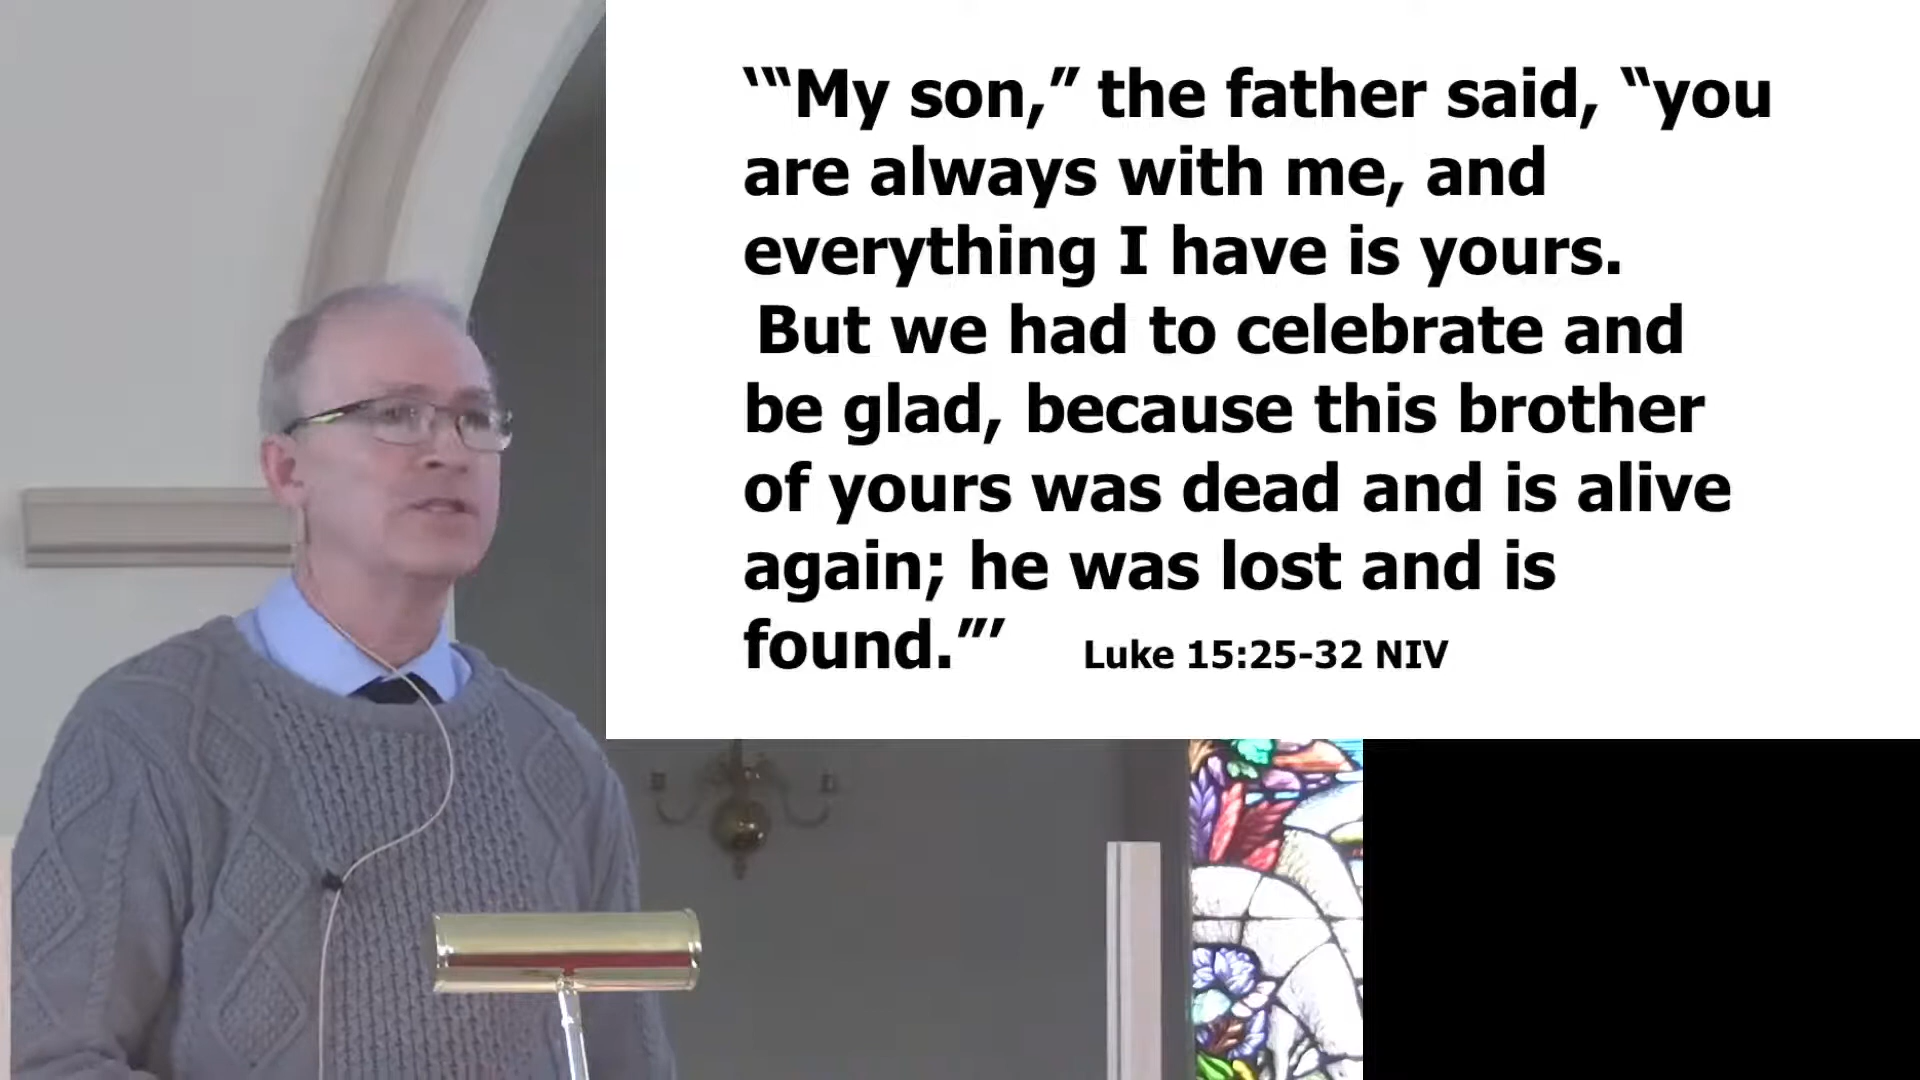 ‘“My son,” the father said, “you
are always with me, and
everything I have is yours.
But we had to celebrate and
be glad, because this brother
of yours was dead and is alive
again; he was lost and is
found.”’ Luke 15:25-32 NIV